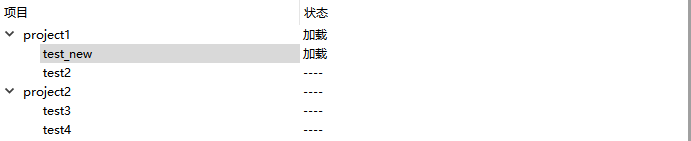 项目 状态
project1 加载
test_new 加载
test2 ----
project2 ----
test3 ----
test4 ----